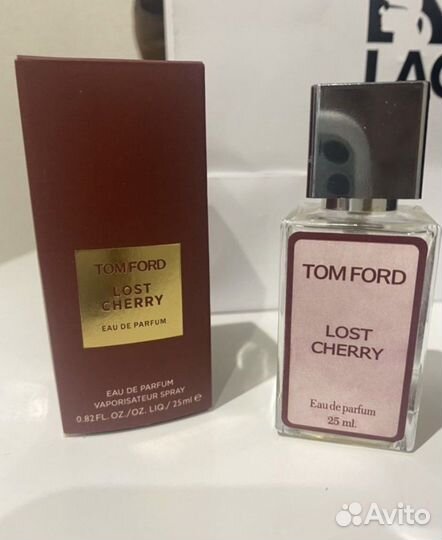 TOM FORD
LOST
CHERRY
EAU DE PARFUM
EAU DE PARFUM
VAPORISATEUR SPRAY
0.82FL.OZ./OZ. LIQ./ 25ml e
TOM FORD
LOST
CHERRY
Eau de parfum
25 ml.
Avito